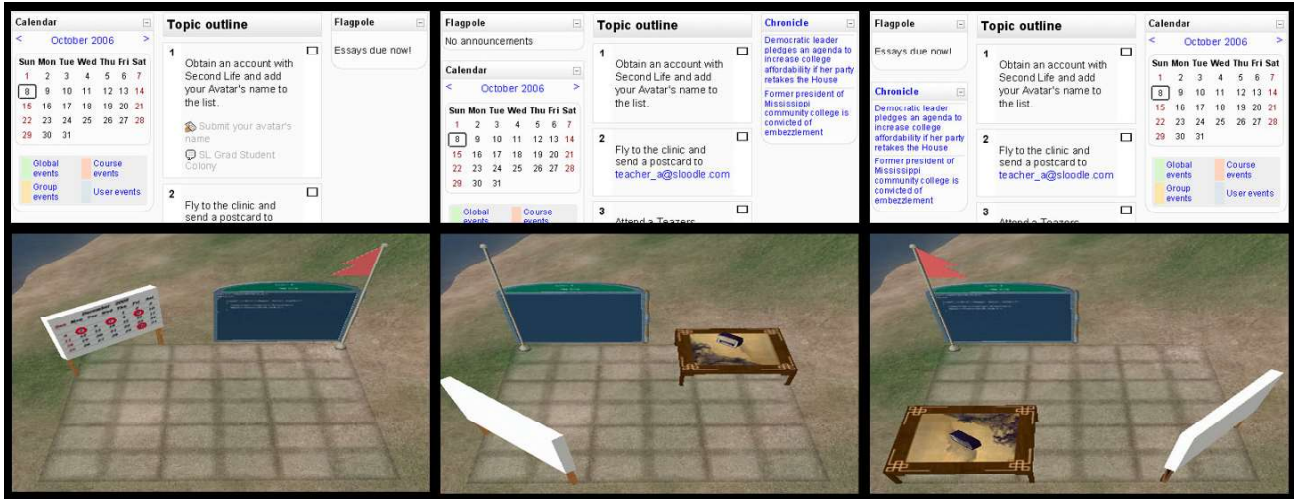 Calendar
< October 2006 >
Sun Mon Tue Wed Thu Fri Sat
1 2 3 4 5 6 7
8 9 10 11 12 13 14
15 16 17 18 19 20 21
22 23 24 25 26 27 28
29 30 31
Global events
Course events
Group events
User events
Topic outline
1
Obtain an account with
Second Life and add
your Avatar's name to
the list.
Submit your avatar's
name
SL Grad Student
Colony
2
Fly to the clinic and
send a postcard to
Flagpole
Essays due now!
Flagpole
No announcements
Calendar
< October 2006 >
Sun Mon Tue Wed Thu Fri Sat
1 2 3 4 5 6 7
8 9 10 11 12 13 14
15 16 17 18 19 20 21
22 23 24 25 26 27 28
29 30 31
Global events
Course events
Topic outline
1
Obtain an account with
Second Life and add
your Avatar's name to
the list.
2
Fly to the clinic and
send a postcard to
teacher_a@sloodle.com
3
Attend a Teazers
Chronicle
Democratic leader
pledges an agenda to
increase college
affordability if her party
retakes the House
Former president of
Mississippi
community college is
convicted of
embezzlement
Flagpole
Essays due now!
Chronicle
Democratic leader
pledges an agenda to
increase college
affordability if her party
retakes the House
Former president of
Mississippi
community college is
convicted of
embezzlement
Topic outline
1
Obtain an account with
Second Life and add
your Avatar's name to
the list.
2
Fly to the clinic and
send a postcard to
teacher_a@sloodle.com
3
Attend a Teazers
Calendar
< October 2006 >
Sun Mon Tue Wed Thu Fri Sat
1 2 3 4 5 6 7
8 9 10 11 12 13 14
15 16 17 18 19 20 21
22 23 24 25 26 27 28
29 30 31
Global events
Course events
Group events
User events